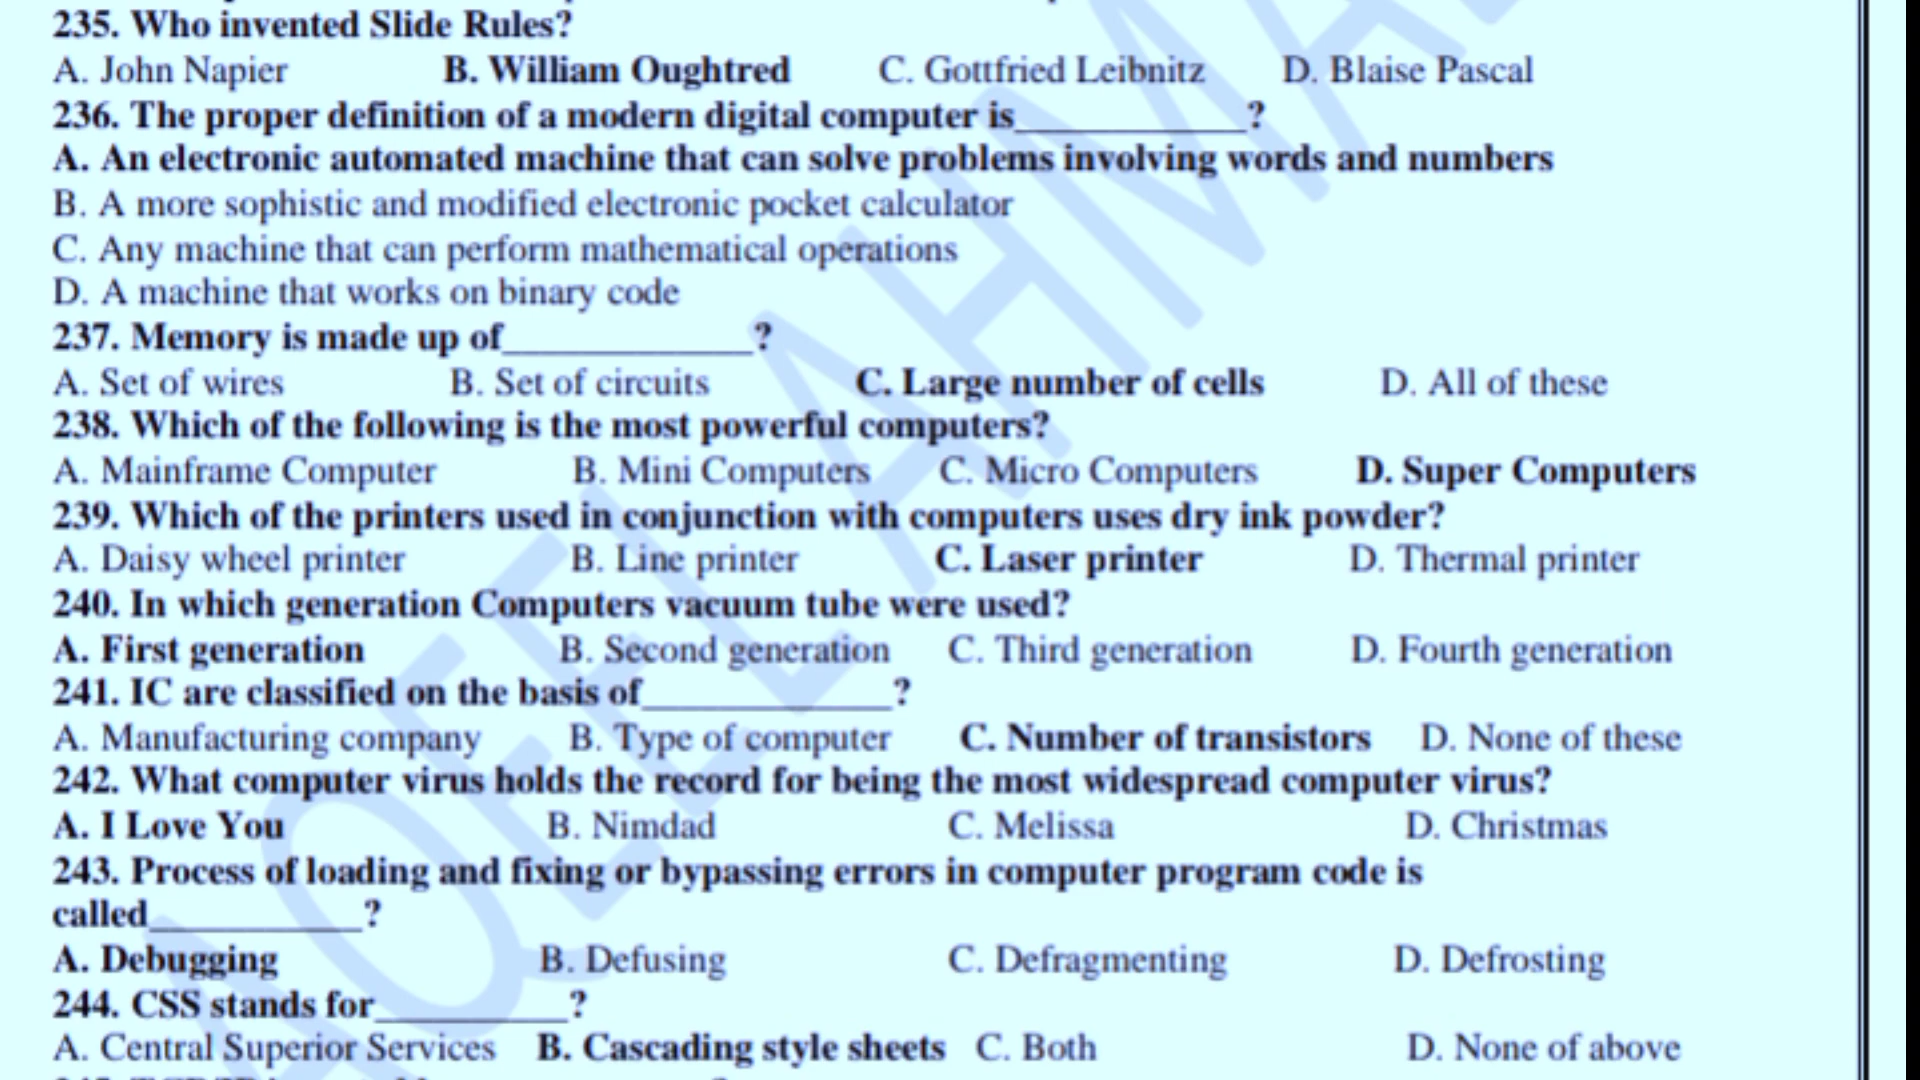 235. Who invented Slide Rules?
A. John Napier B. William Oughtred C. Gottfried Leibnitz D. Blaise Pascal
236. The proper definition of a modern digital computer is____________?
A. An electronic automated machine that can solve problems involving words and numbers
B. A more sophistic and modified electronic pocket calculator
C. Any machine that can perform mathematical operations
D. A machine that works on binary code
237. Memory is made up of_____________?
A. Set of wires B. Set of circuits C. Large number of cells D. All of these
238. Which of the following is the most powerful computers?
A. Mainframe Computer B. Mini Computers C. Micro Computers D. Super Computers
239. Which of the printers used in conjunction with computers uses dry ink powder?
A. Daisy wheel printer B. Line printer C. Laser printer D. Thermal printer
240. In which generation Computers vacuum tube were used?
A. First generation B. Second generation C. Third generation D. Fourth generation
241. IC are classified on the basis of_____________?
A. Manufacturing company B. Type of computer C. Number of transistors D. None of these
242. What computer virus holds the record for being the most widespread computer virus?
A. I Love You B. Nimdad C. Melissa D. Christmas
243. Process of loading and fixing or bypassing errors in computer program code is
called___________?
A. Debugging B. Defusing C. Defragmenting D. Defrosting
244. CSS stands for__________?
A. Central Superior Services B. Cascading style sheets C. Both D. None of above